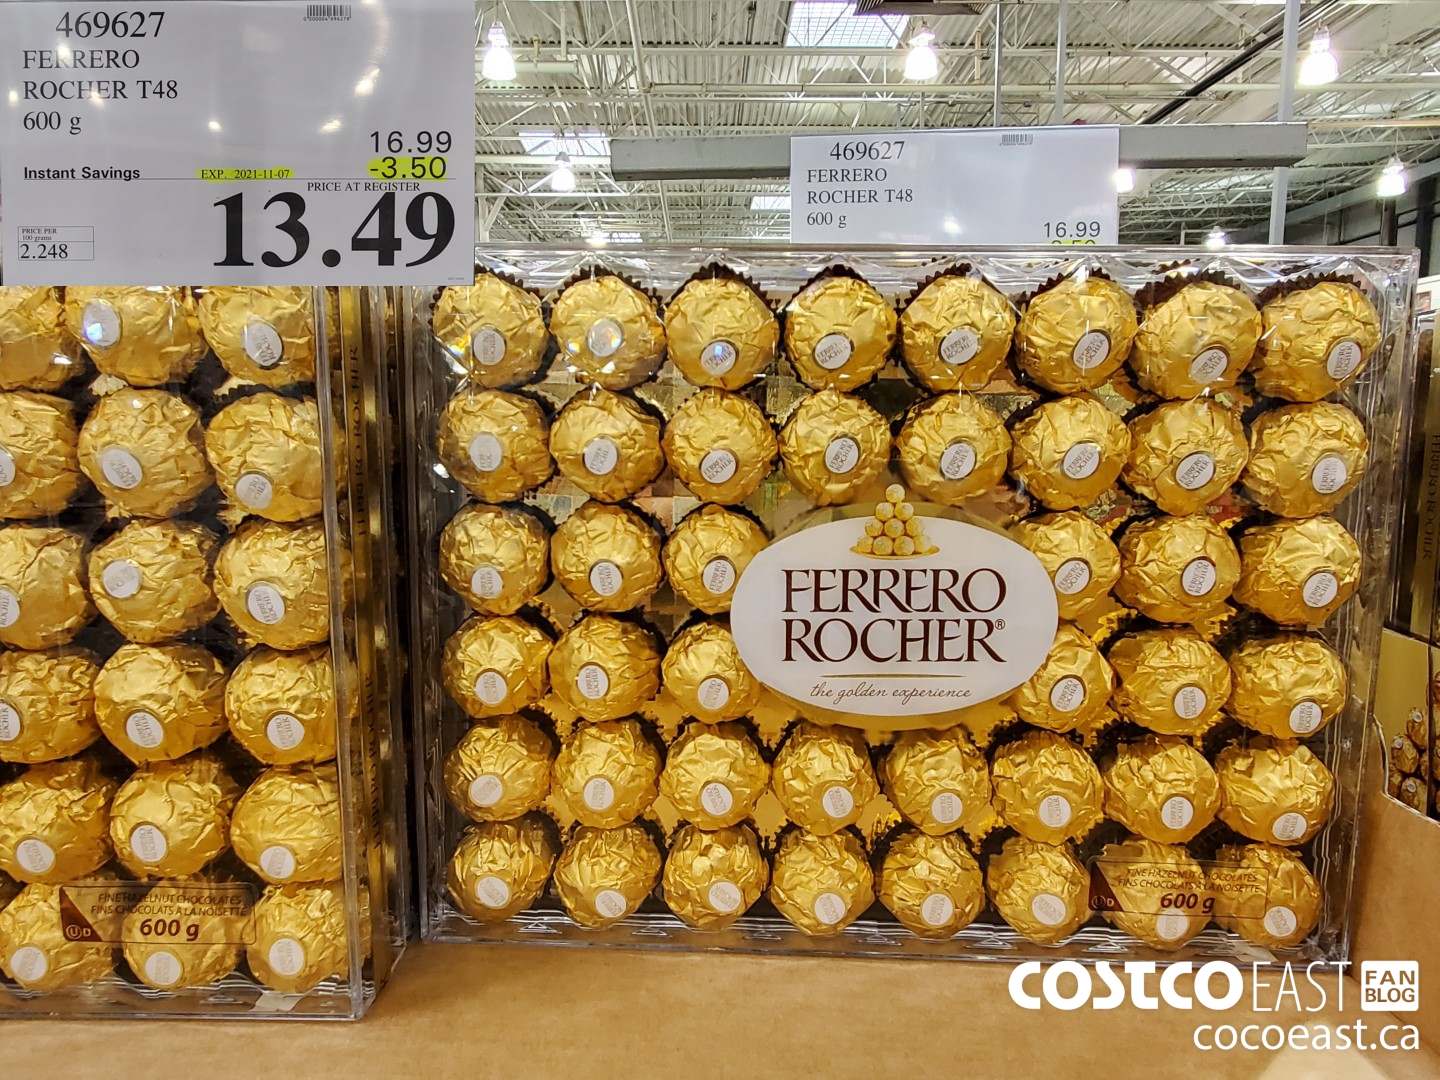 469627
FERRERO
ROCHER T48
600 g
16.99
-3.50
Instant Savings
EXP. 2021-11-07
PRICE AT REGISTER
13.49
PRICE PER
100 grams
2.248
469627
FERRERO
ROCHER T48
600 g
16.99
FERRERO
ROCHER®
the golden experience
FINE HAZELNUT CHOCOLATES
FINS CHOCOLATS À LA NOISETTE
U D
600 g
FINE HAZELNUT CHOCOLATES
FINS CHOCOLATS À LA NOISETTE
U D
600 g
FERRERO ROCHER
COSTCO EAST FAN
BLOG
cocoeast.ca